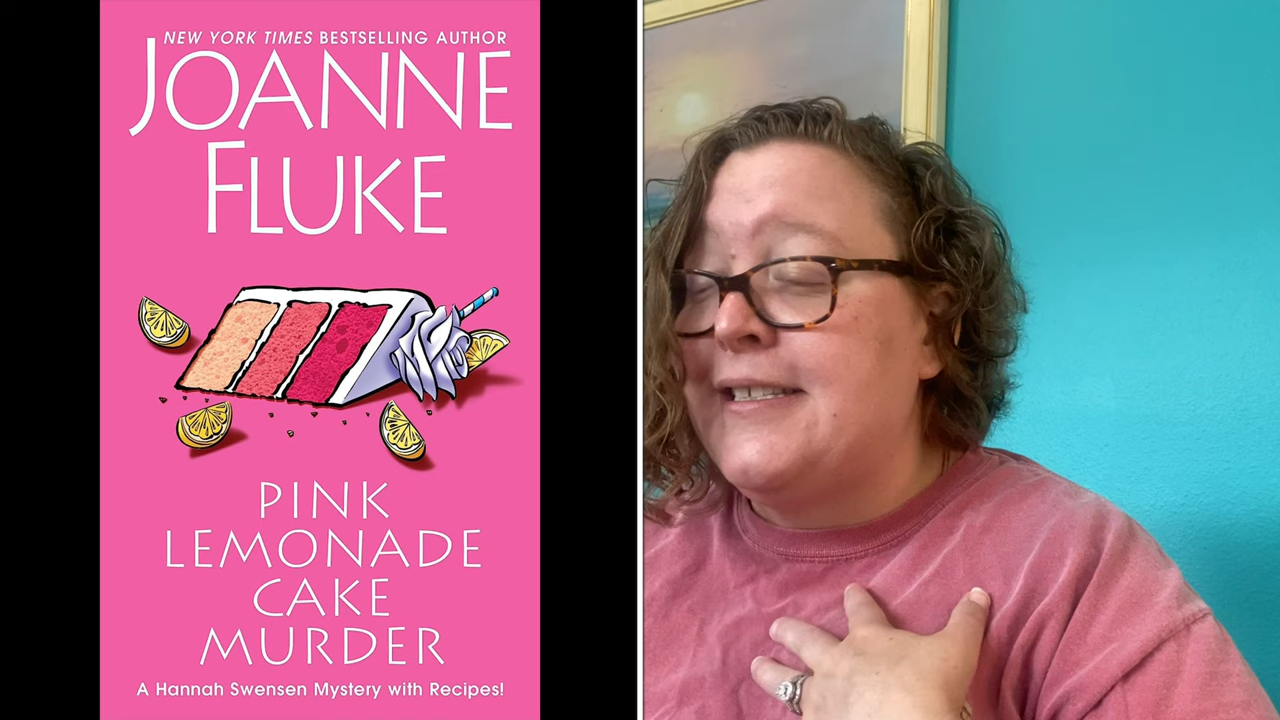 NEW YORK TIMES BESTSELLING AUTHOR
JOANNE
FLUKE
PINK
LEMONADE
CAKE
MURDER
A Hannah Swensen Mystery with Recipes!